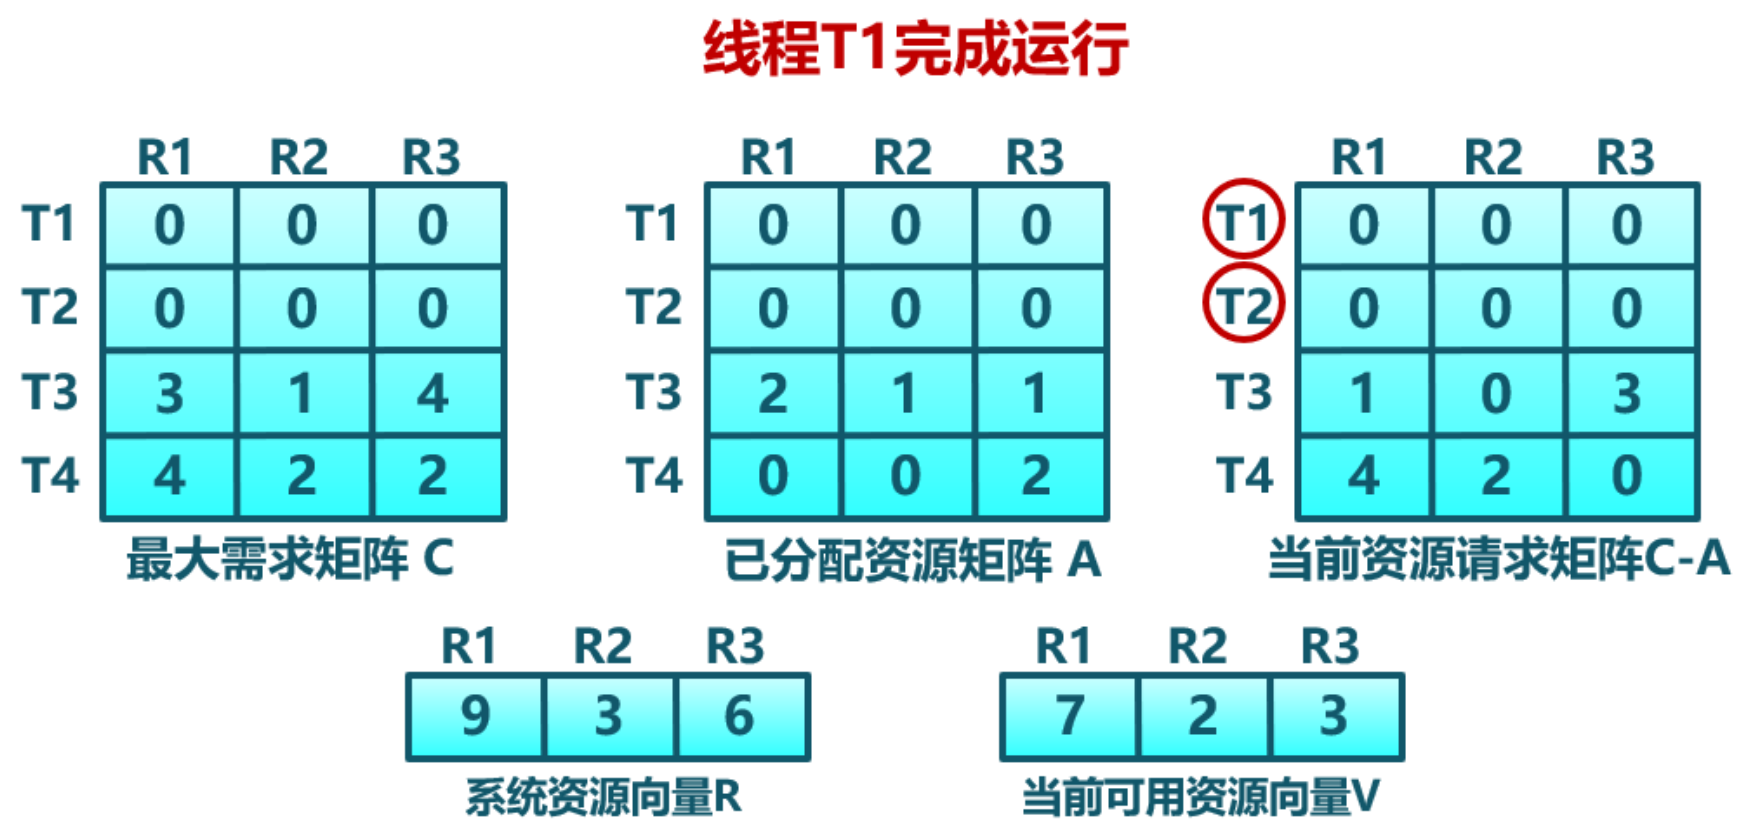 线程T1完成运行
R1 R2 R3 R1 R2 R3 R1 R2 R3
T1 0 0 0 T1 0 0 0 T1 0 0 0
T2 0 0 0 T2 0 0 0 T2 0 0 0
T3 3 1 4 T3 2 1 1 T3 1 0 3
T4 4 2 2 T4 0 0 2 T4 4 2 0
最大需求矩阵 C 已分配资源矩阵 A 当前资源请求矩阵C-A
R1 R2 R3 R1 R2 R3
9 3 6 7 2 3
系统资源向量R 当前可用资源向量V